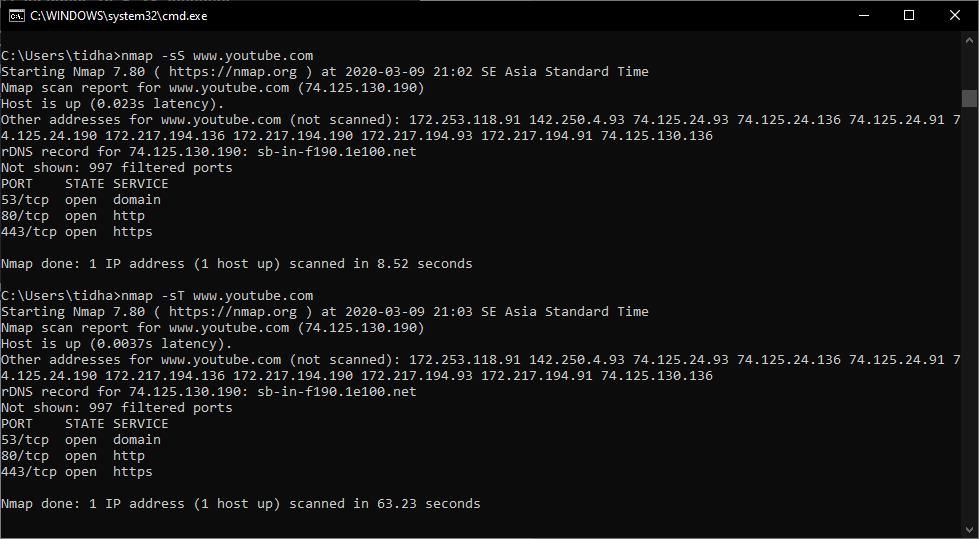 C:\WINDOWS\system32\cmd.exe
C:\Users\tidha>nmap -sS www.youtube.com
Starting Nmap 7.80 ( https://nmap.org ) at 2020-03-09 21:02 SE Asia Standard Time
Nmap scan report for www.youtube.com (74.125.130.190)
Host is up (0.023s latency).
Other addresses for www.youtube.com (not scanned): 172.253.118.91 142.250.4.93 74.125.24.93 74.125.24.136 74.125.24.91 7
4.125.24.190 172.217.194.136 172.217.194.190 172.217.194.93 172.217.194.91 74.125.130.136
rDNS record for 74.125.130.190: sb-in-f190.1e100.net
Not shown: 997 filtered ports
PORT    STATE SERVICE
53/tcp  open  domain
80/tcp  open  http
443/tcp open  https
Nmap done: 1 IP address (1 host up) scanned in 8.52 seconds
C:\Users\tidha>nmap -sT www.youtube.com
Starting Nmap 7.80 ( https://nmap.org ) at 2020-03-09 21:03 SE Asia Standard Time
Nmap scan report for www.youtube.com (74.125.130.190)
Host is up (0.0037s latency).
Other addresses for www.youtube.com (not scanned): 172.253.118.91 142.250.4.93 74.125.24.93 74.125.24.136 74.125.24.91 7
4.125.24.190 172.217.194.136 172.217.194.190 172.217.194.93 172.217.194.91 74.125.130.136
rDNS record for 74.125.130.190: sb-in-f190.1e100.net
Not shown: 997 filtered ports
PORT    STATE SERVICE
53/tcp  open  domain
80/tcp  open  http
443/tcp open  https
Nmap done: 1 IP address (1 host up) scanned in 63.23 seconds